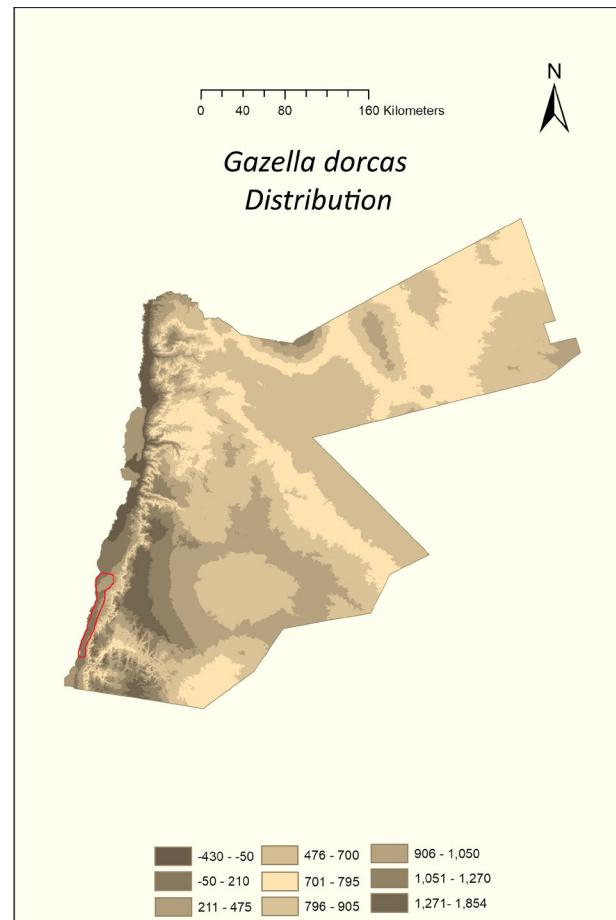 N
0 40 80 160 Kilometers
Gazella dorcas
Distribution
-430 - -50
476 - 700
906 - 1,050
-50 - 210
701 - 795
1,051 - 1,270
211 - 475
796 - 905
1,271- 1,854